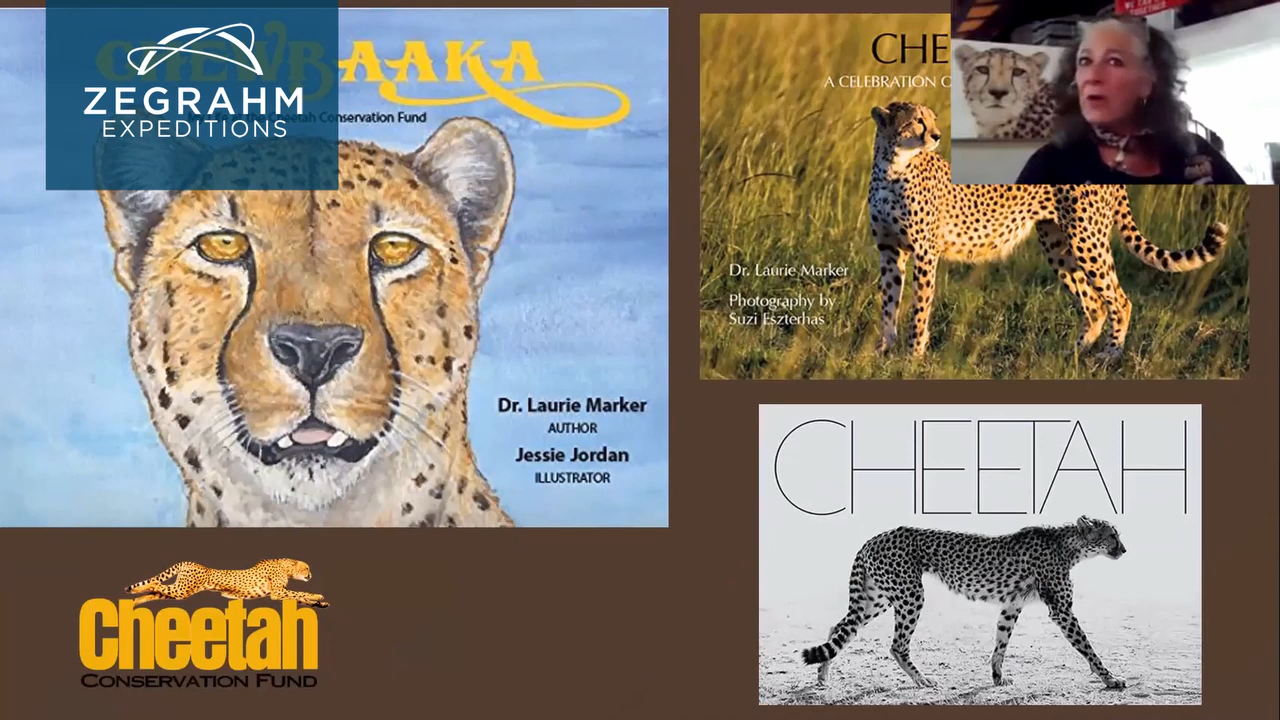 ZEGRAHM
EXPEDITIONS
CHEWBAAKA
Cheetah Conservation Fund
Dr. Laurie Marker
AUTHOR
Jessie Jordan
ILLUSTRATOR
Cheetah
CONSERVATION FUND
CHE
A CELEBRATION O
Dr. Laurie Marker
Photography by
Suzi Eszterhas
CHEETAH